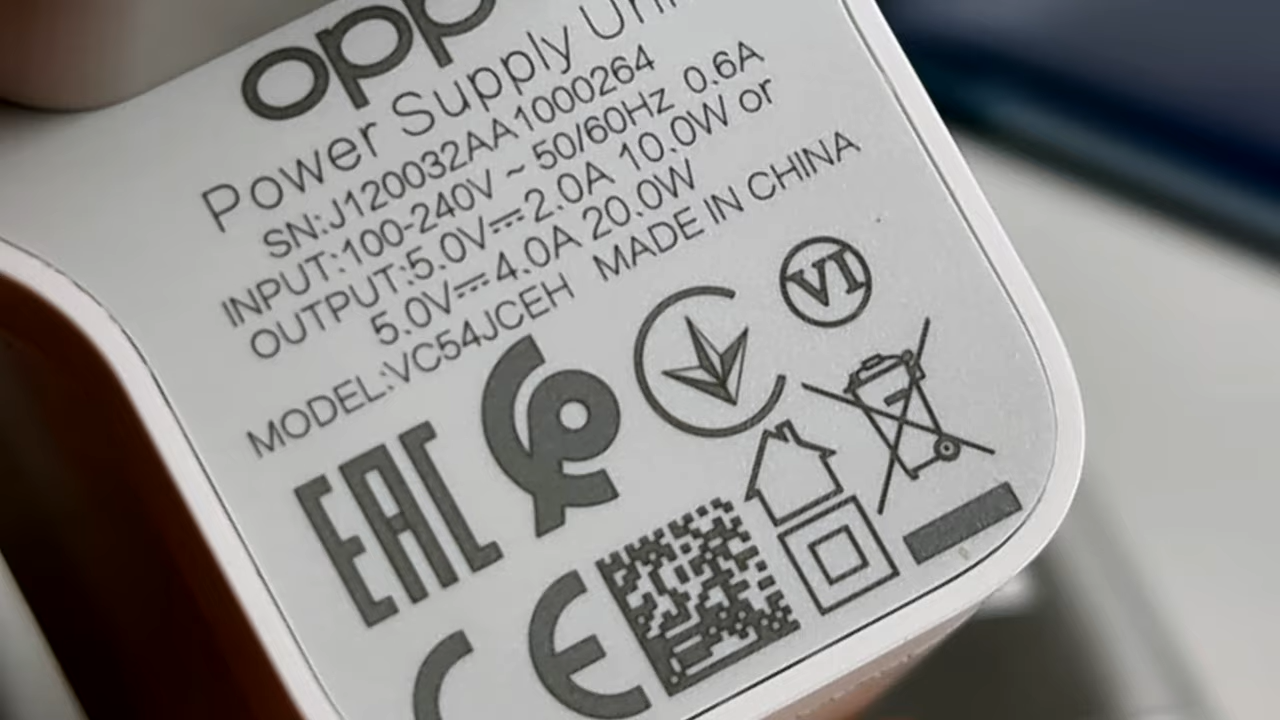 opp
Power Supply Uni
SN:J120032AA1000264
INPUT:100-240V ~ 50/60Hz 0.6A
OUTPUT:5.0V⎓2.0A 10.0W or
5.0V⎓4.0A 20.0W
MODEL:VC54JCEH MADE IN CHINA
VI
EAC
CE